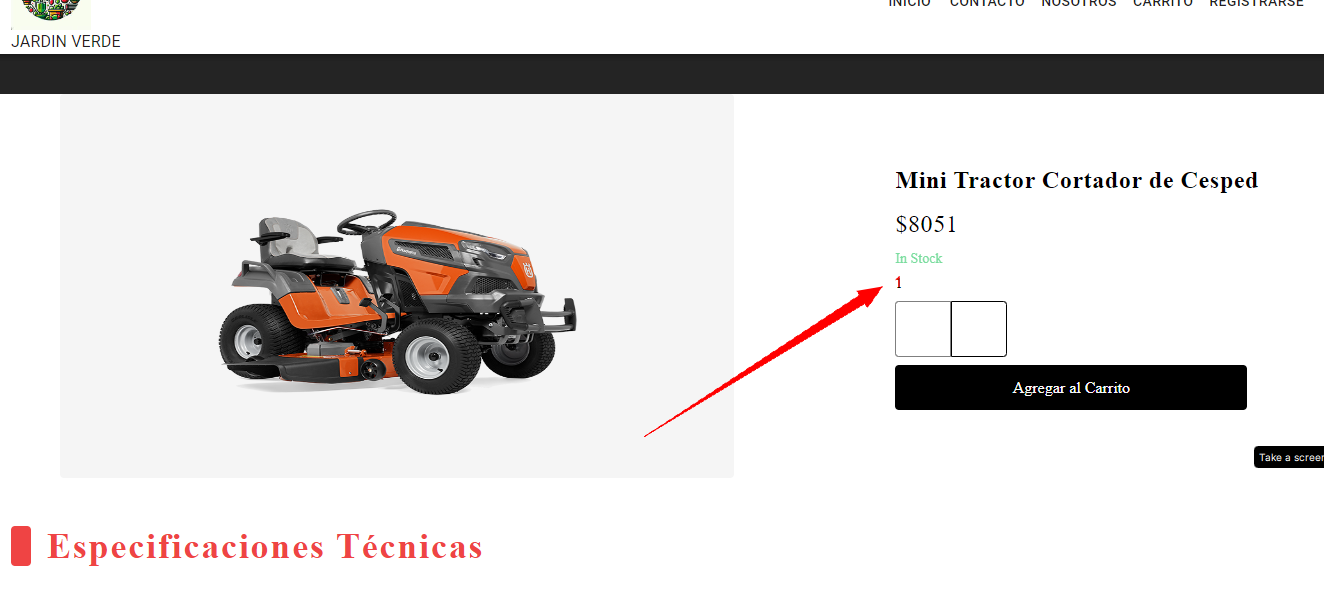 INICIO CONTACTO NOSOTROS CARRITO REGISTRARSE
JARDIN VERDE
Mini Tractor Cortador de Cesped
$8051
In Stock
1
Agregar al Carrito
Take a screen
Especificaciones Técnicas